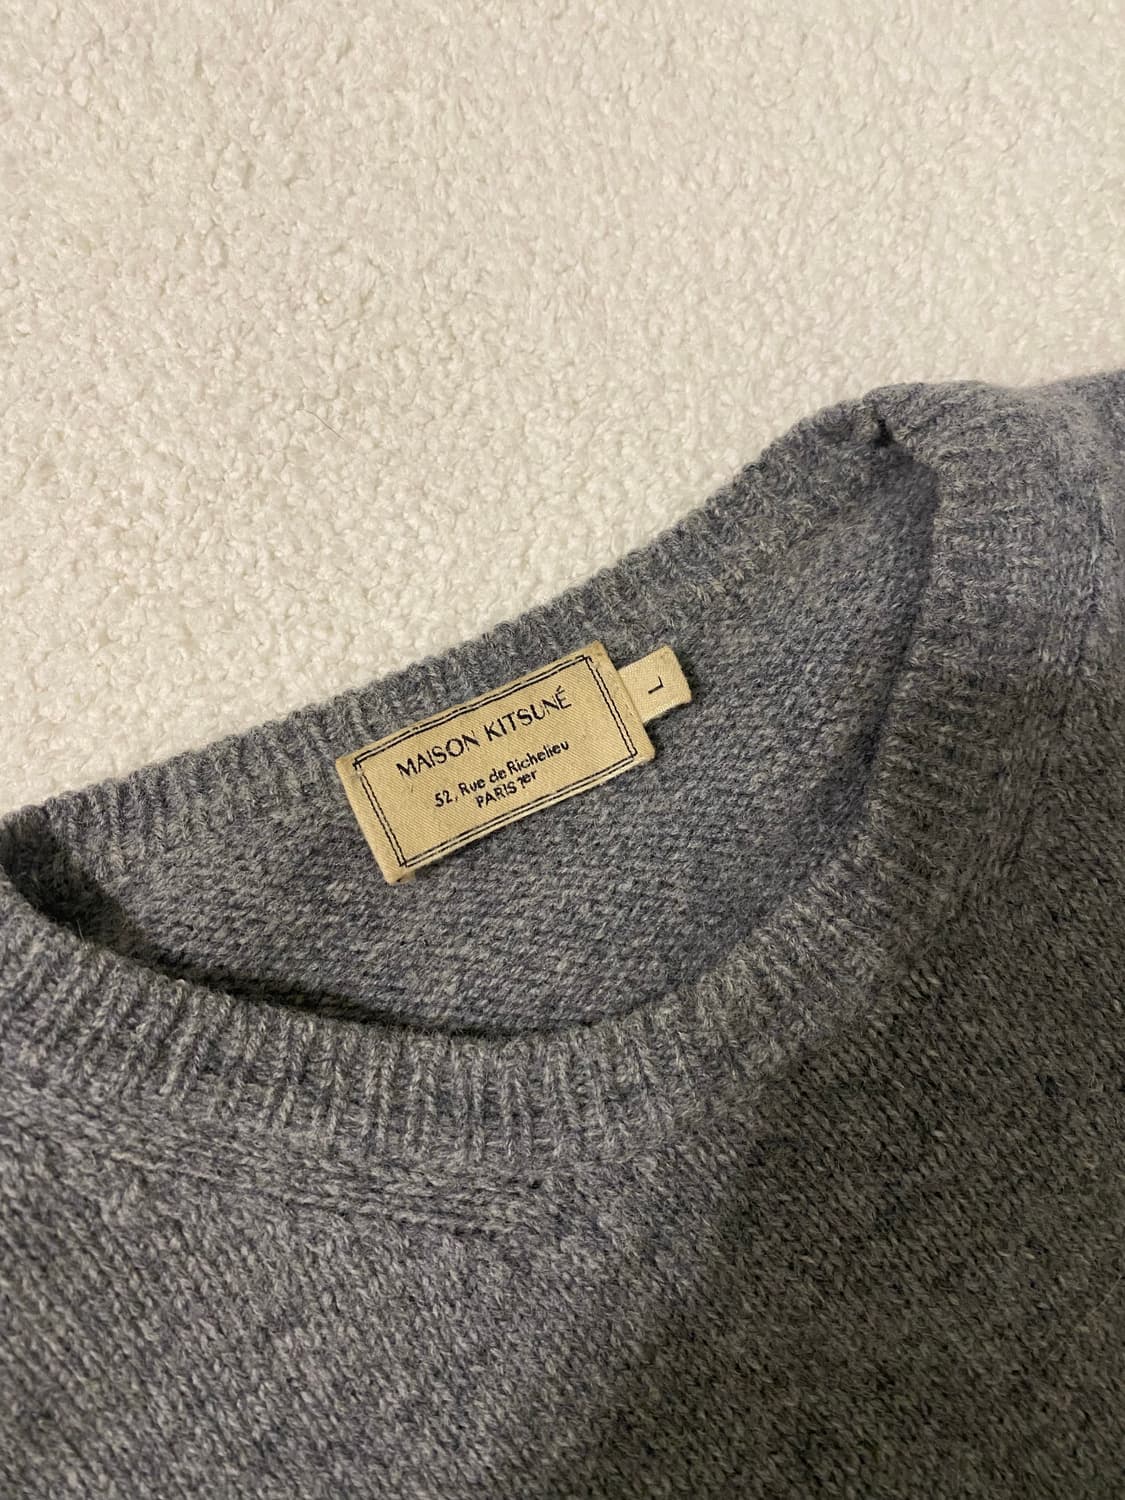 MAISON KITSUNÉ
52, Rue de Richelieu
PARIS 1er
L